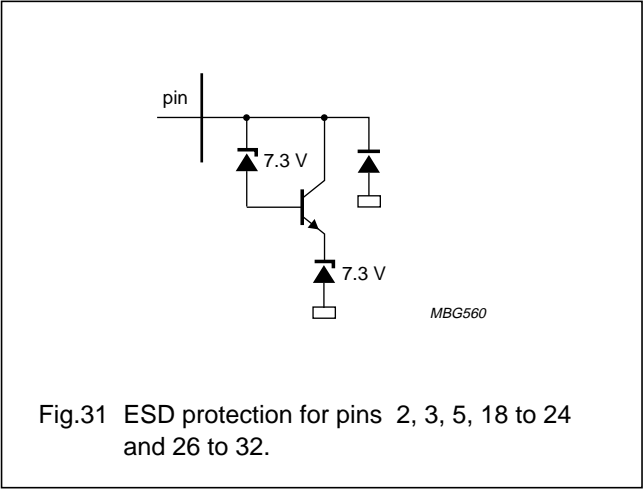 pin
7.3 V
7.3 V
MBG560
Fig.31 ESD protection for pins 2, 3, 5, 18 to 24
and 26 to 32.